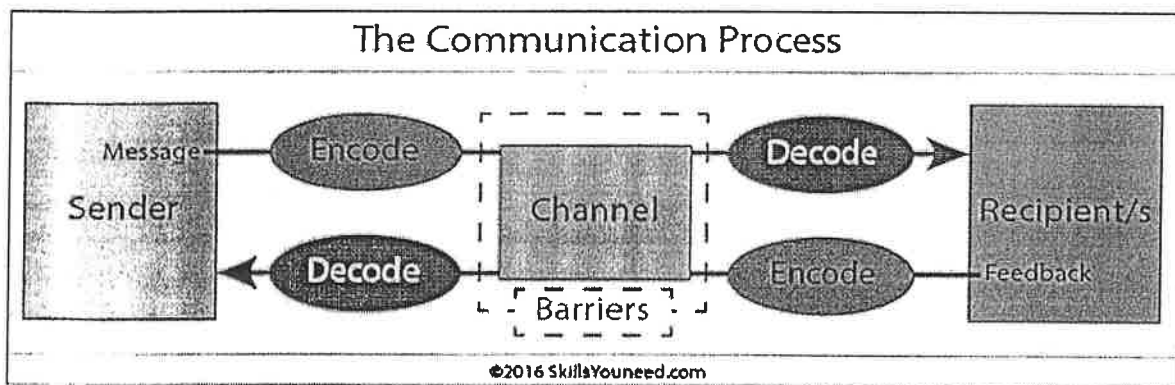 The Communication Process
Message
Encode
Decode
Sender
Channel
Recipient/s
Decode
Encode
Feedback
Barriers
©2016 SkillsYouneed.com